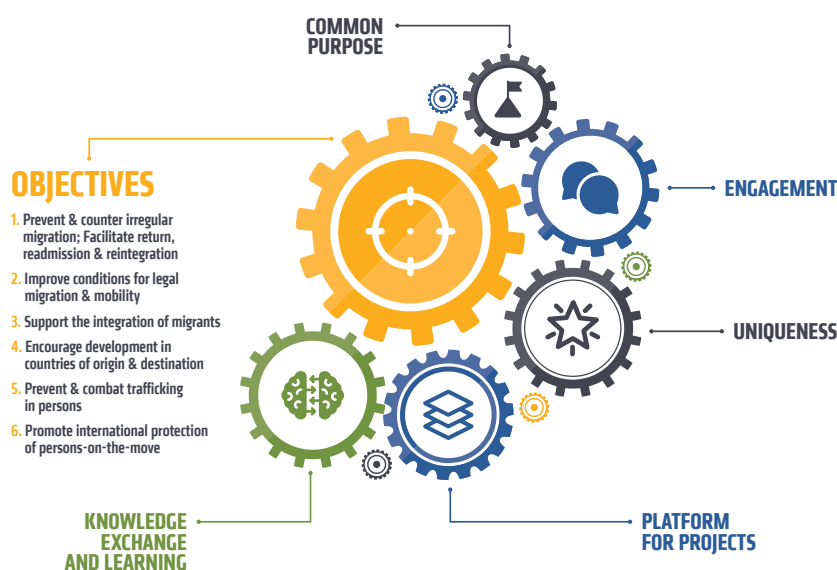 COMMON
PURPOSE
OBJECTIVES
1. Prevent & counter irregular
migration; Facilitate return,
readmission & reintegration
2. Improve conditions for legal
migration & mobility
3. Support the integration of migrants
4. Encourage development in
countries of origin & destination
5. Prevent & combat trafficking
in persons
6. Promote international protection
of persons-on-the-move
ENGAGEMENT
UNIQUENESS
PLATFORM
FOR PROJECTS
KNOWLEDGE
EXCHANGE
AND LEARNING